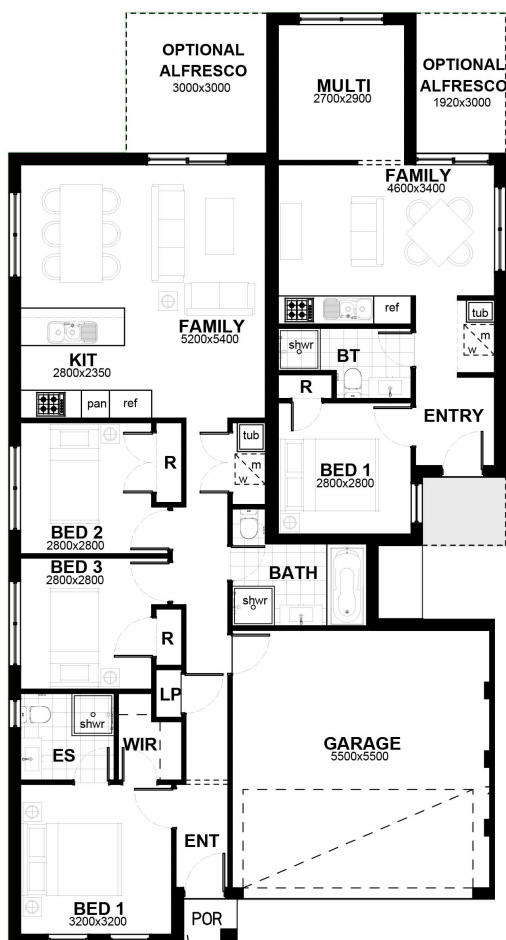 OPTIONAL
ALFRESCO
3000x3000
MULTI
2700x2900
OPTIONAL
ALFRESCO
1920x3000
FAMILY
4600x3400
FAMILY
5200x5400
KIT
2800x2350
pan
ref
ref
tub
m
w
shwr
BT
R
ENTRY
BED 1
2800x2800
R
tub
m
w
BED 2
2800x2800
BED 3
2800x2800
BATH
shwr
R
LP
shwr
ES
WIR
GARAGE
5500x5500
ENT
BED 1
3200x3200
POR